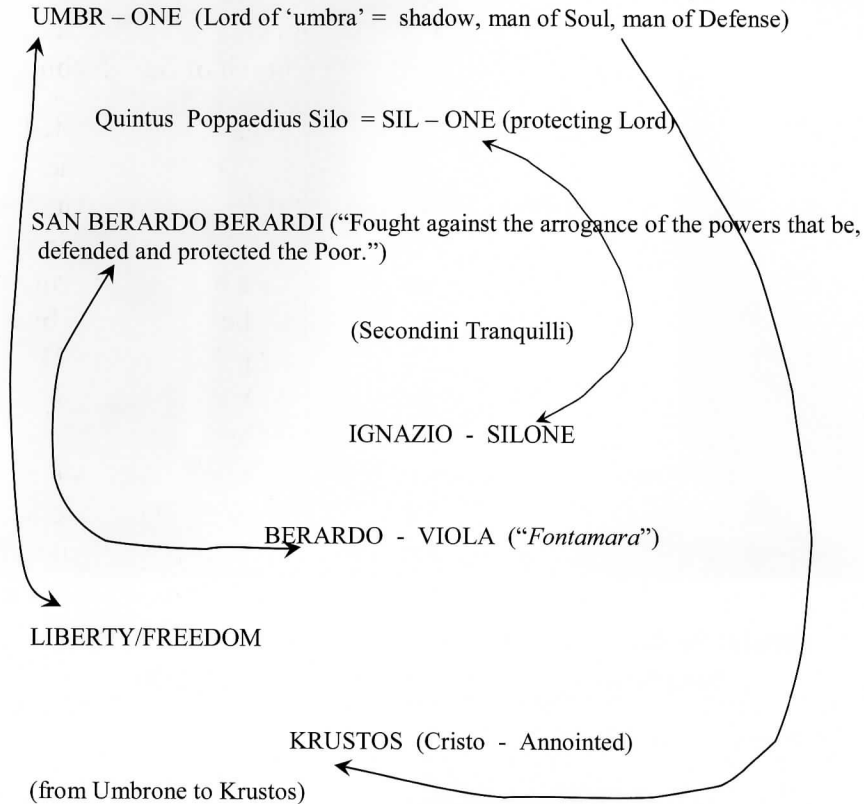 UMBR – ONE (Lord of ‘umbra’ = shadow, man of Soul, man of Defense)
Quintus Poppaedius Silo = SIL – ONE (protecting Lord)
SAN BERARDO BERARDI (“Fought against the arrogance of the powers that be,
defended and protected the Poor.”)
(Secondini Tranquilli)
IGNAZIO - SILONE
BERARDO - VIOLA (“Fontamara”)
LIBERTY/FREEDOM
KRUSTOS (Cristo - Annointed)
(from Umbrone to Krustos)